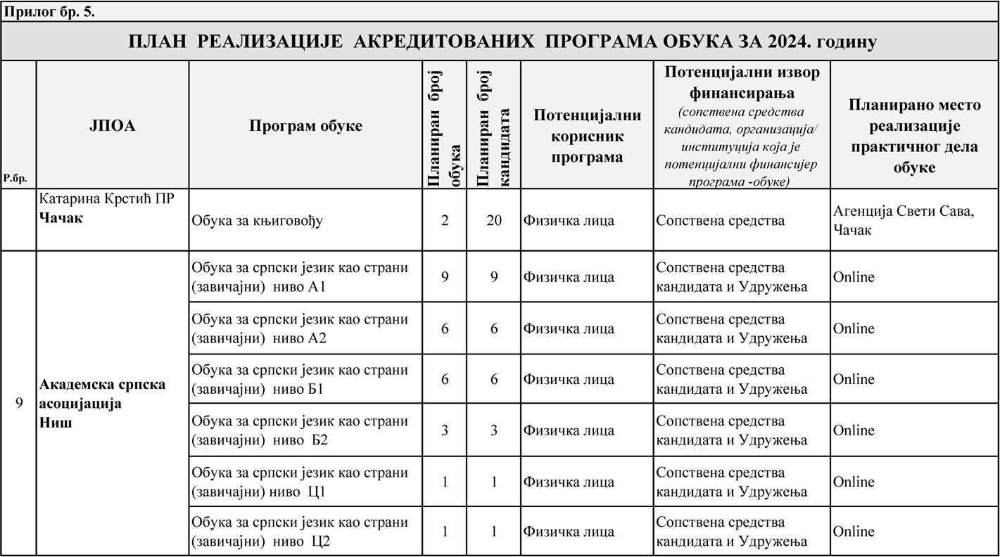 Прилог бр. 5.
ПЛАН РЕАЛИЗАЦИЈЕ АКРЕДИТОВАНИХ ПРОГРАМА ОБУКА ЗА 2024. годину
Р.бр.
ЈПОА
Програм обуке
Планиран број
обука
Планиран број
кандидата
Потенцијални
корисник
програма
Потенцијални извор
финансирања
(сопствена средства
кандидата, организација/
институција која је
потенцијални финансијер
програма -обуке)
Планирано место
реализације
практичног дела
обуке
Катарина Крстић ПР
Чачак
Обука за књиговођу
2
20
Физичка лица
Сопствена средства
Агенција Свети Сава,
Чачак
9
Академска српска
асоцијација
Ниш
Обука за српски језик као страни
(завичајни) ниво А1
9
9
Физичка лица
Сопствена средства
кандидата и Удружења
Online
Обука за српски језик као страни
(завичајни) ниво А2
6
6
Физичка лица
Сопствена средства
кандидата и Удружења
Online
Обука за српски језик као страни
(завичајни) ниво Б1
6
6
Физичка лица
Сопствена средства
кандидата и Удружења
Online
Обука за српски језик као страни
(завичајни) ниво Б2
3
3
Физичка лица
Сопствена средства
кандидата и Удружења
Online
Обука за српски језик као страни
(завичајни) ниво Ц1
1
1
Физичка лица
Сопствена средства
кандидата и Удружења
Online
Обука за српски језик као страни
(завичајни) ниво Ц2
1
1
Физичка лица
Сопствена средства
кандидата и Удружења
Online